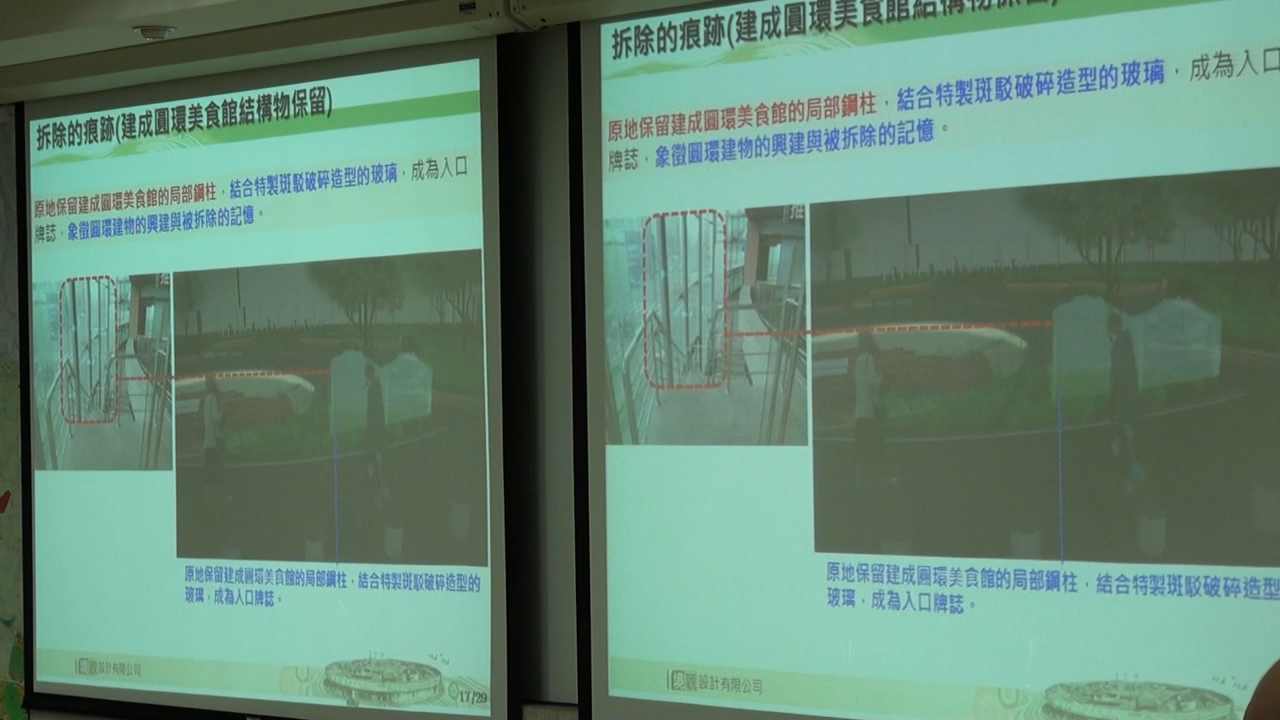 拆除的痕跡(建成圓環美食館結構物保留)
原地保留建成圓環美食館的局部鋼柱，結合特製斑駁破碎造型的玻璃，成為入口
牌誌，象徵圓環建物的興建與被拆除的記憶。
原地保留建成圓環美食館的局部鋼柱，結合特製斑駁破碎造型的
玻璃，成為入口牌誌。
設計有限公司
17/29
拆除的痕跡(建成圓環美食館結構物保留)
原地保留建成圓環美食館的局部鋼柱，結合特製斑駁破碎造型的玻璃，成為入口
牌誌，象徵圓環建物的興建與被拆除的記憶。
原地保留建成圓環美食館的局部鋼柱，結合特製斑駁破碎造型
玻璃，成為入口牌誌。
設計有限公司